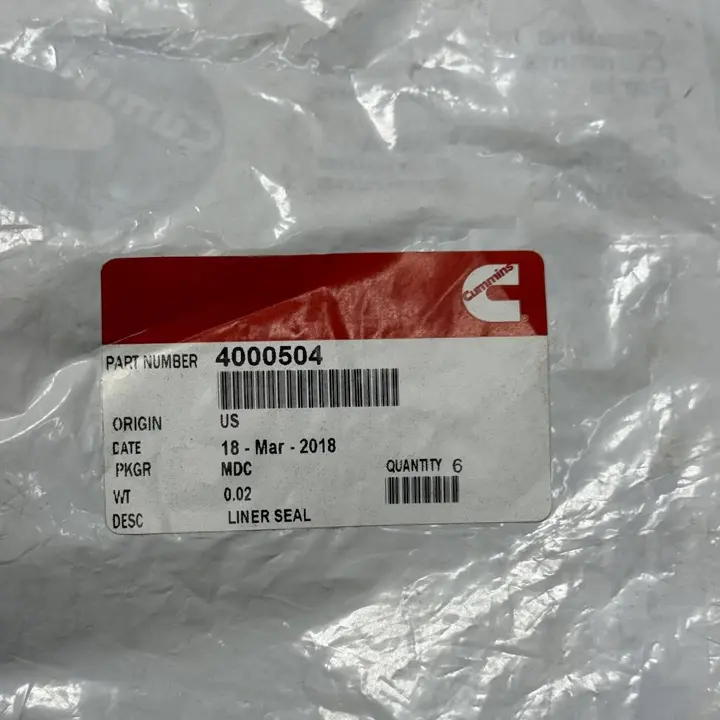 Cummins
Cummins
PART NUMBER 4000504
ORIGIN US
DATE 18 - Mar - 2018
PKGR MDC
QUANTITY 6
WT 0.02
DESC LINER SEAL